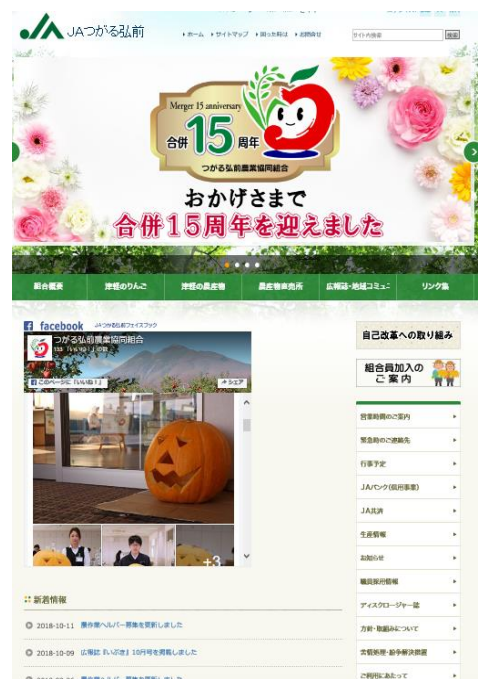 JAつがる弘前
ホーム サイトマップ 困った時は お問合せ
サイト内検索 検索
Merger 15 anniversary
合併15周年
つがる弘前農業協同組合
おかげさまで
合併15周年を迎えました
組合概要 津軽のりんご 津軽の農産物 農産物直売所 広報誌・地域コミュニ リンク集
facebook JAつがる弘前フェイスブック
つがる弘前農業協同組合
このページに「いいね！」 シェア
+3
自己改革への取り組み
組合員加入の
ご案内
営業時間のご案内
緊急時のご連絡先
行事予定
JAバンク(信用事業)
JA共済
生産情報
お知らせ
職員採用情報
ディスクロージャー誌
方針・取組みについて
苦情処理・紛争解決措置
ご利用にあたって
新着情報
2018-10-11 農作業ヘルパー募集を更新しました
2018-10-09 広報誌『いぶき』10月号を掲載しました